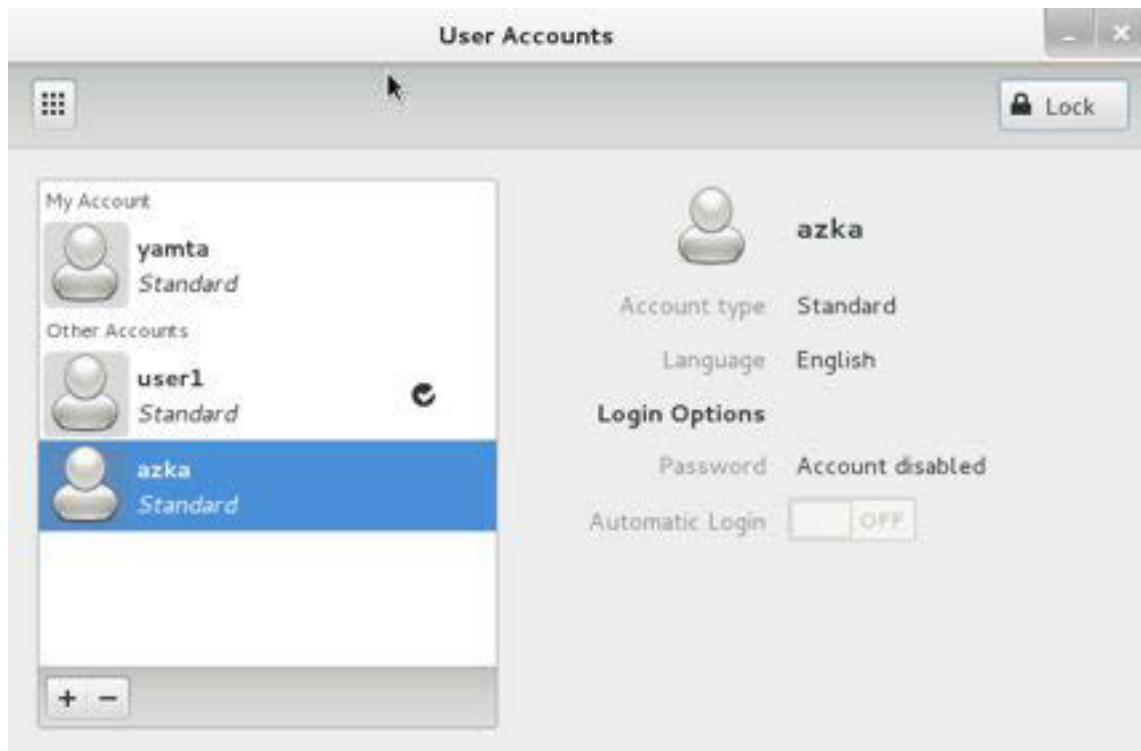 User Accounts
Lock
My Account
yamta
Standard
Other Accounts
user1
Standard
azka
Standard
azka
Account type Standard
Language English
Login Options
Password Account disabled
Automatic Login OFF